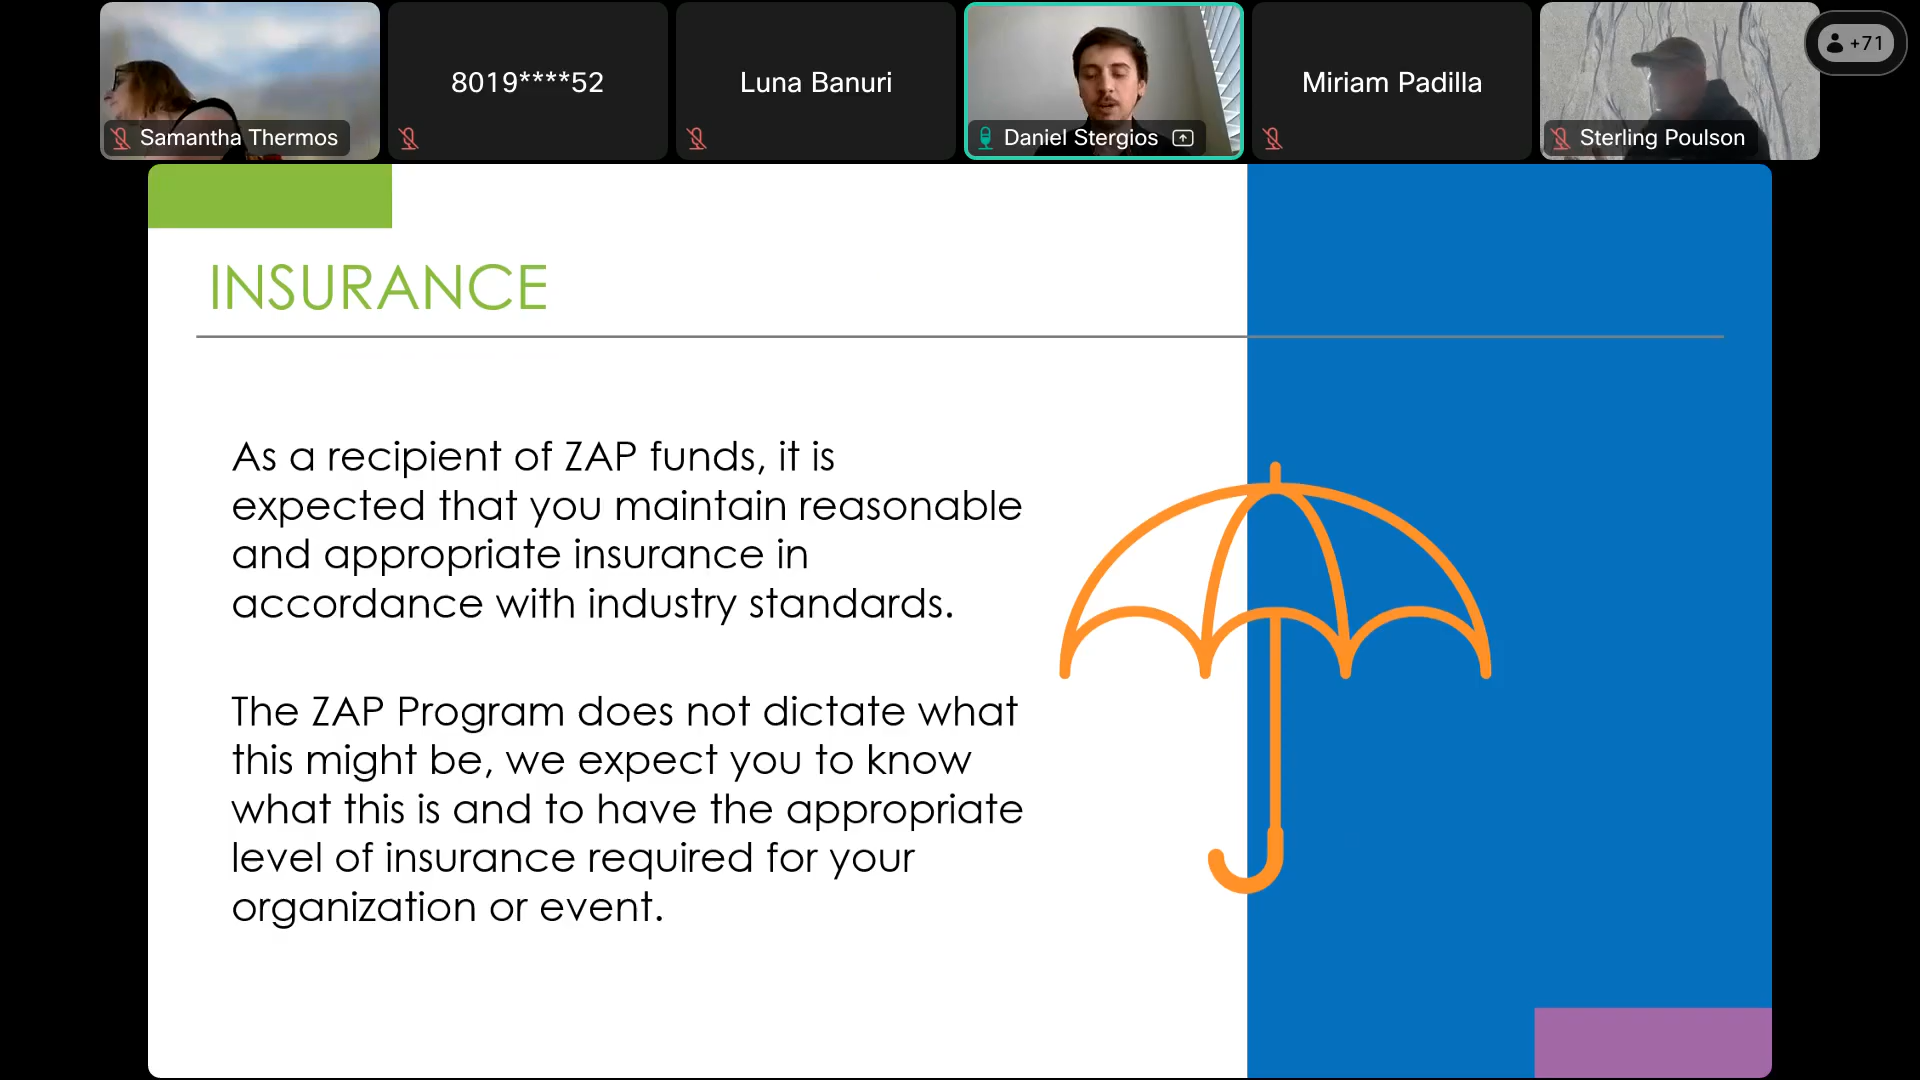 Samantha Thermos
8019****52
Luna Banuri
Daniel Stergios
Miriam Padilla
Sterling Poulson
+71
INSURANCE
As a recipient of ZAP funds, it is
expected that you maintain reasonable
and appropriate insurance in
accordance with industry standards.
The ZAP Program does not dictate what
this might be, we expect you to know
what this is and to have the appropriate
level of insurance required for your
organization or event.